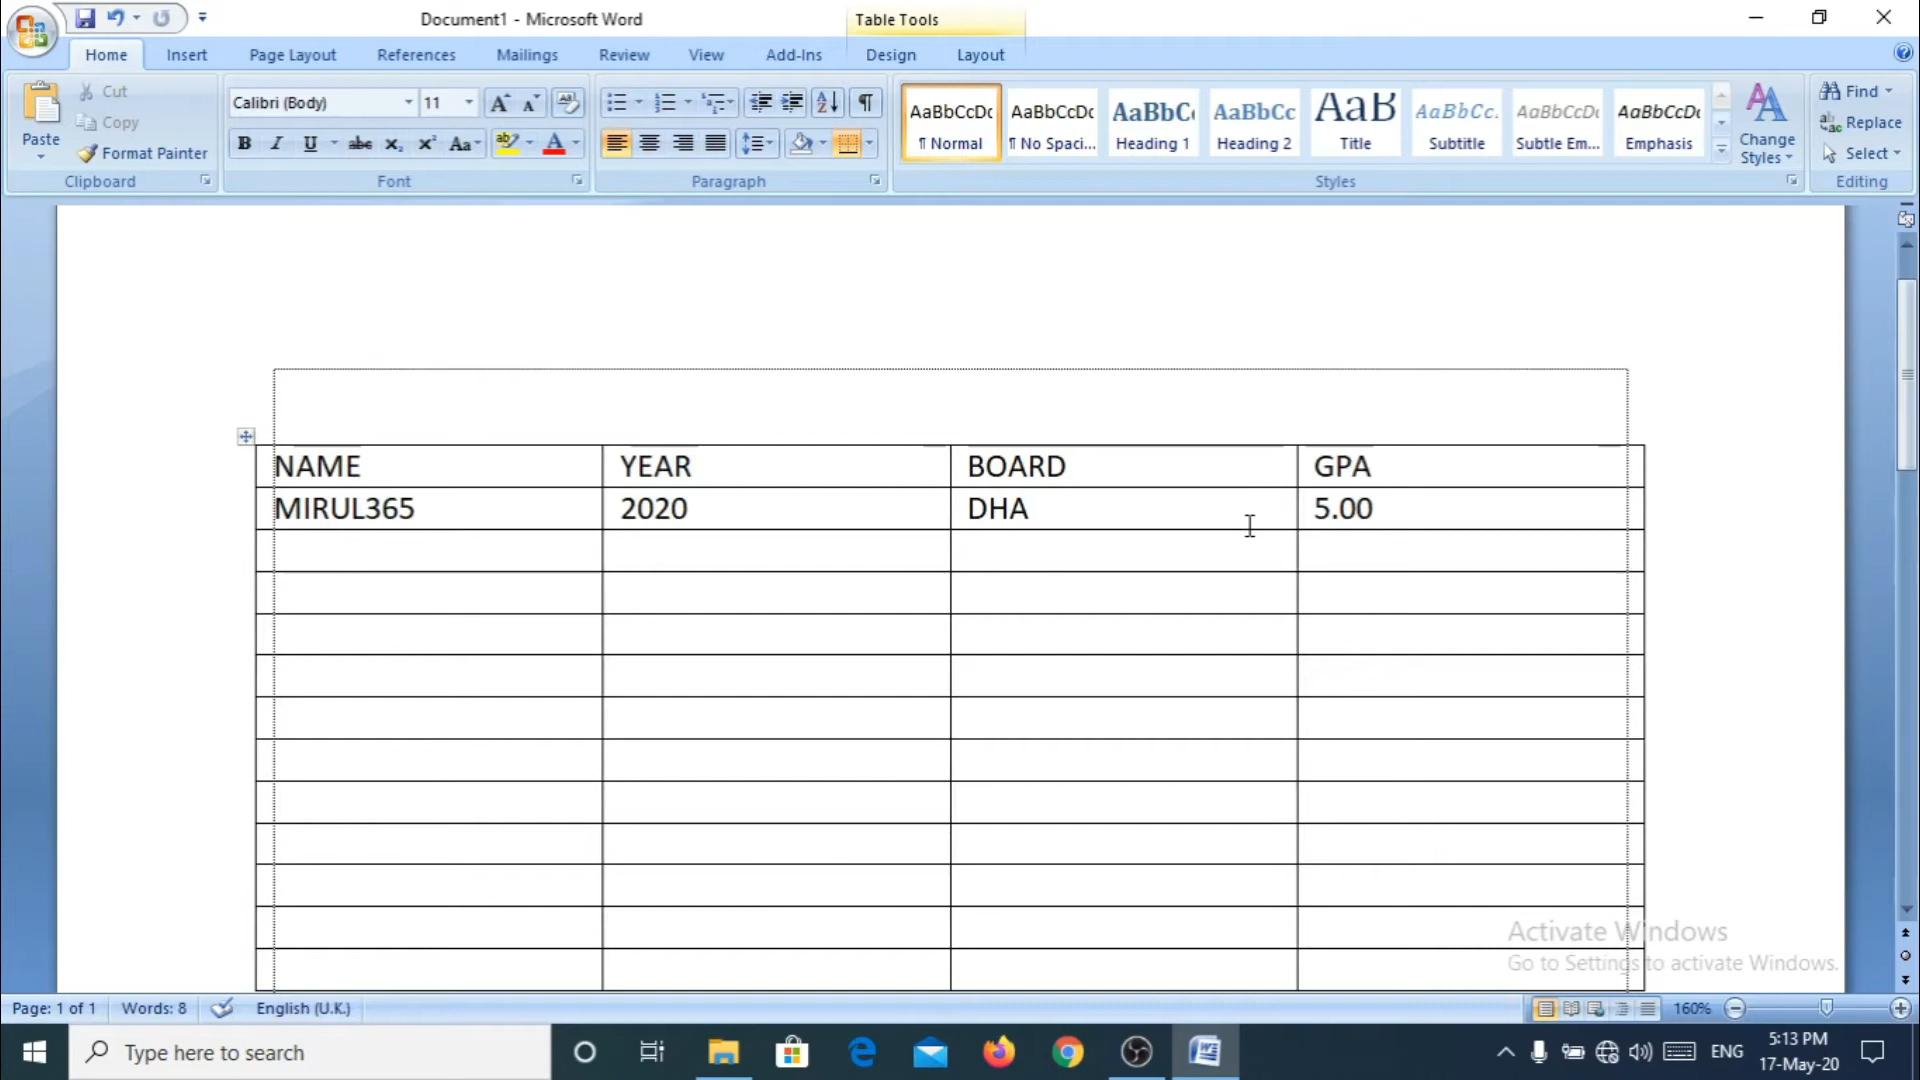 Document1 - Microsoft Word
Table Tools
Home Insert Page Layout References Mailings Review View Add-Ins Design Layout
Paste
Cut
Copy
Format Painter
Clipboard
Calibri (Body) 11
B I U abc X₂ X² Aa
Font
Paragraph
AaBbCcDc AaBbCcDc AaBbC AaBbCc AaB AaBbCc. AaBbCcDc AaBbCcDc
¶ Normal ¶ No Spaci... Heading 1 Heading 2 Title Subtitle Subtle Em... Emphasis
Change Styles
Styles
Find
Replace
Select
Editing
NAME YEAR BOARD GPA
MIRUL365 2020 DHA 5.00
Activate Windows
Go to Settings to activate Windows.
Page: 1 of 1 Words: 8 English (U.K.) 160%
Type here to search
ENG
5:13 PM
17-May-20